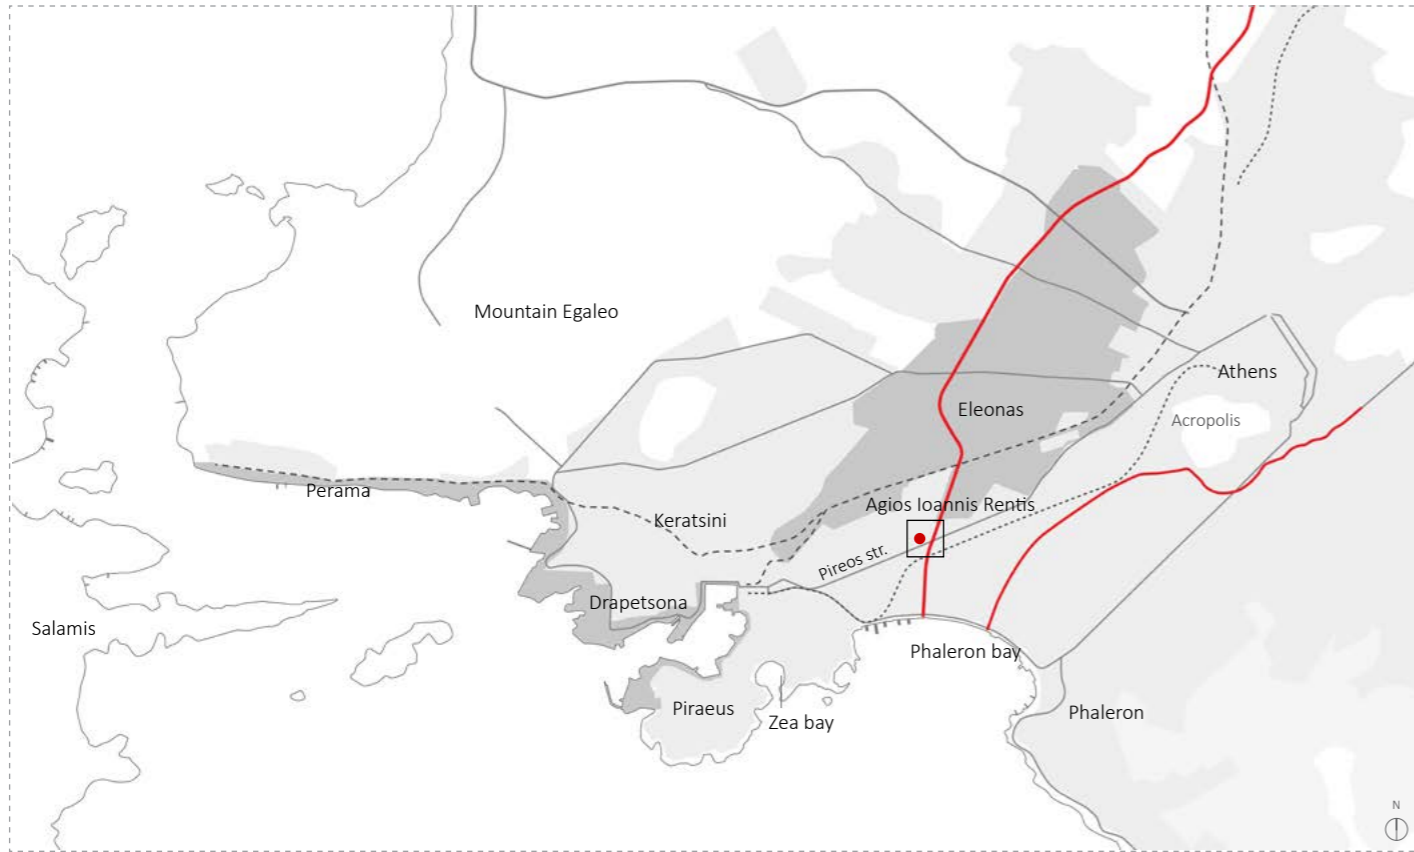 Mountain Egaleo
Athens
Eleonas
Acropolis
Perama
Agios Ioannis Rentis
Keratsini
Pireos str.
Drapetsona
Salamis
Phaleron bay
Piraeus
Zea bay
Phaleron
N